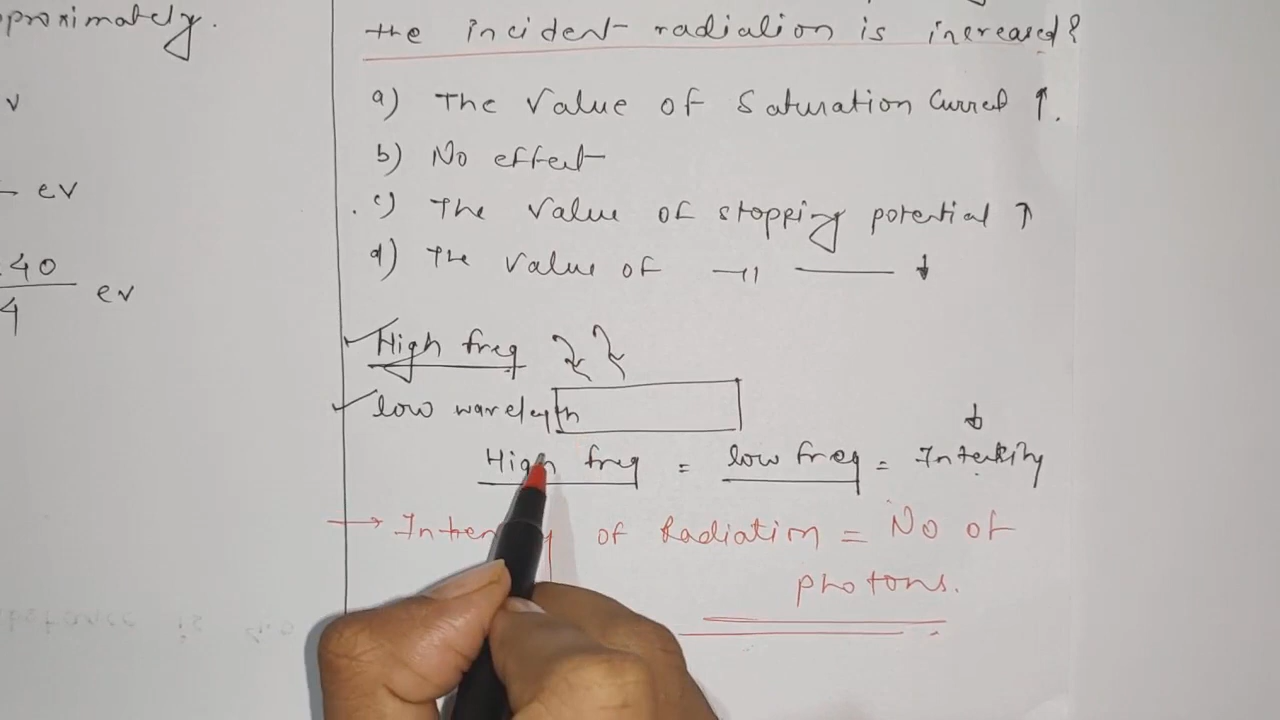 proximately.
v
ev
40
4 ev
the incident radiation is increased?
a) The Value of Saturation Current ↑.
b) No effect
c) The Value of stopping potential ↑
d) The Value of —11 —— ↓
High freq
low wavelength
High freq = low freq = Intensity
→ Inten of Radiation = No of
photons.